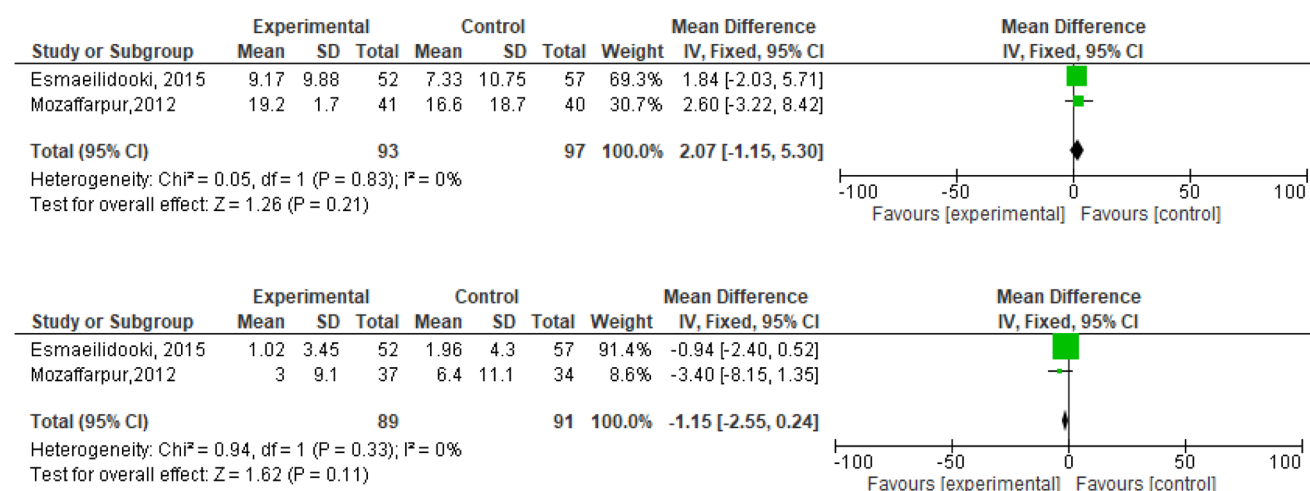 Experimental Control Mean Difference Mean Difference
Study or Subgroup Mean SD Total Mean SD Total Weight IV, Fixed, 95% CI IV, Fixed, 95% CI
Esmaeilidooki, 2015 9.17 9.88 52 7.33 10.75 57 69.3% 1.84 [-2.03, 5.71]
Mozaffarpur,2012 19.2 1.7 41 16.6 18.7 40 30.7% 2.60 [-3.22, 8.42]
Total (95% CI) 93 97 100.0% 2.07 [-1.15, 5.30]
Heterogeneity: Chi² = 0.05, df = 1 (P = 0.83); I² = 0%
Test for overall effect: Z = 1.26 (P = 0.21)
-100 -50 0 50 100
Favours [experimental] Favours [control]
Experimental Control Mean Difference Mean Difference
Study or Subgroup Mean SD Total Mean SD Total Weight IV, Fixed, 95% CI IV, Fixed, 95% CI
Esmaeilidooki, 2015 1.02 3.45 52 1.96 4.3 57 91.4% -0.94 [-2.40, 0.52]
Mozaffarpur,2012 3 9.1 37 6.4 11.1 34 8.6% -3.40 [-8.15, 1.35]
Total (95% CI) 89 91 100.0% -1.15 [-2.55, 0.24]
Heterogeneity: Chi² = 0.94, df = 1 (P = 0.33); I² = 0%
Test for overall effect: Z = 1.62 (P = 0.11)
-100 -50 0 50 100
Favours [experimental] Favours [control]